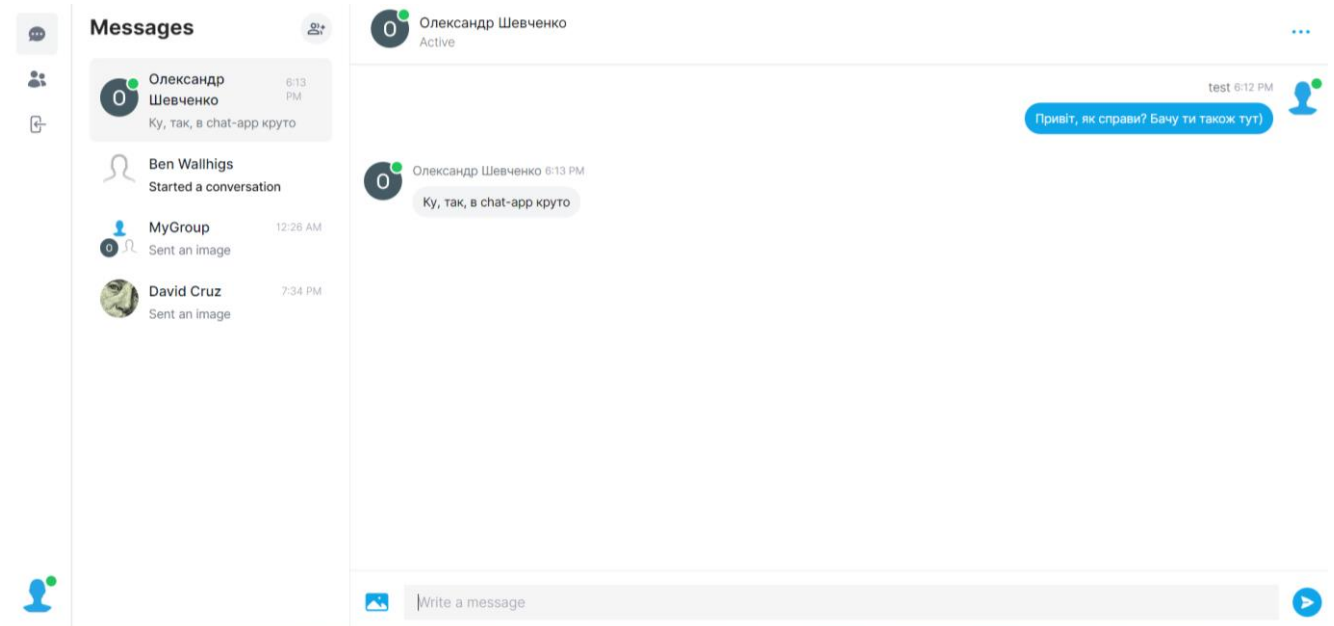 Messages
О
Олександр
Шевченко
6:13
PM
Ку, так, в chat-app круто
Ben Wallhigs
Started a conversation
О
MyGroup
12:26 AM
Sent an image
David Cruz
7:34 PM
Sent an image
О
Олександр Шевченко
Active
test 6:12 PM
Привіт, як справи? Бачу ти також тут)
О
Олександр Шевченко 6:13 PM
Ку, так, в chat-app круто
Write a message